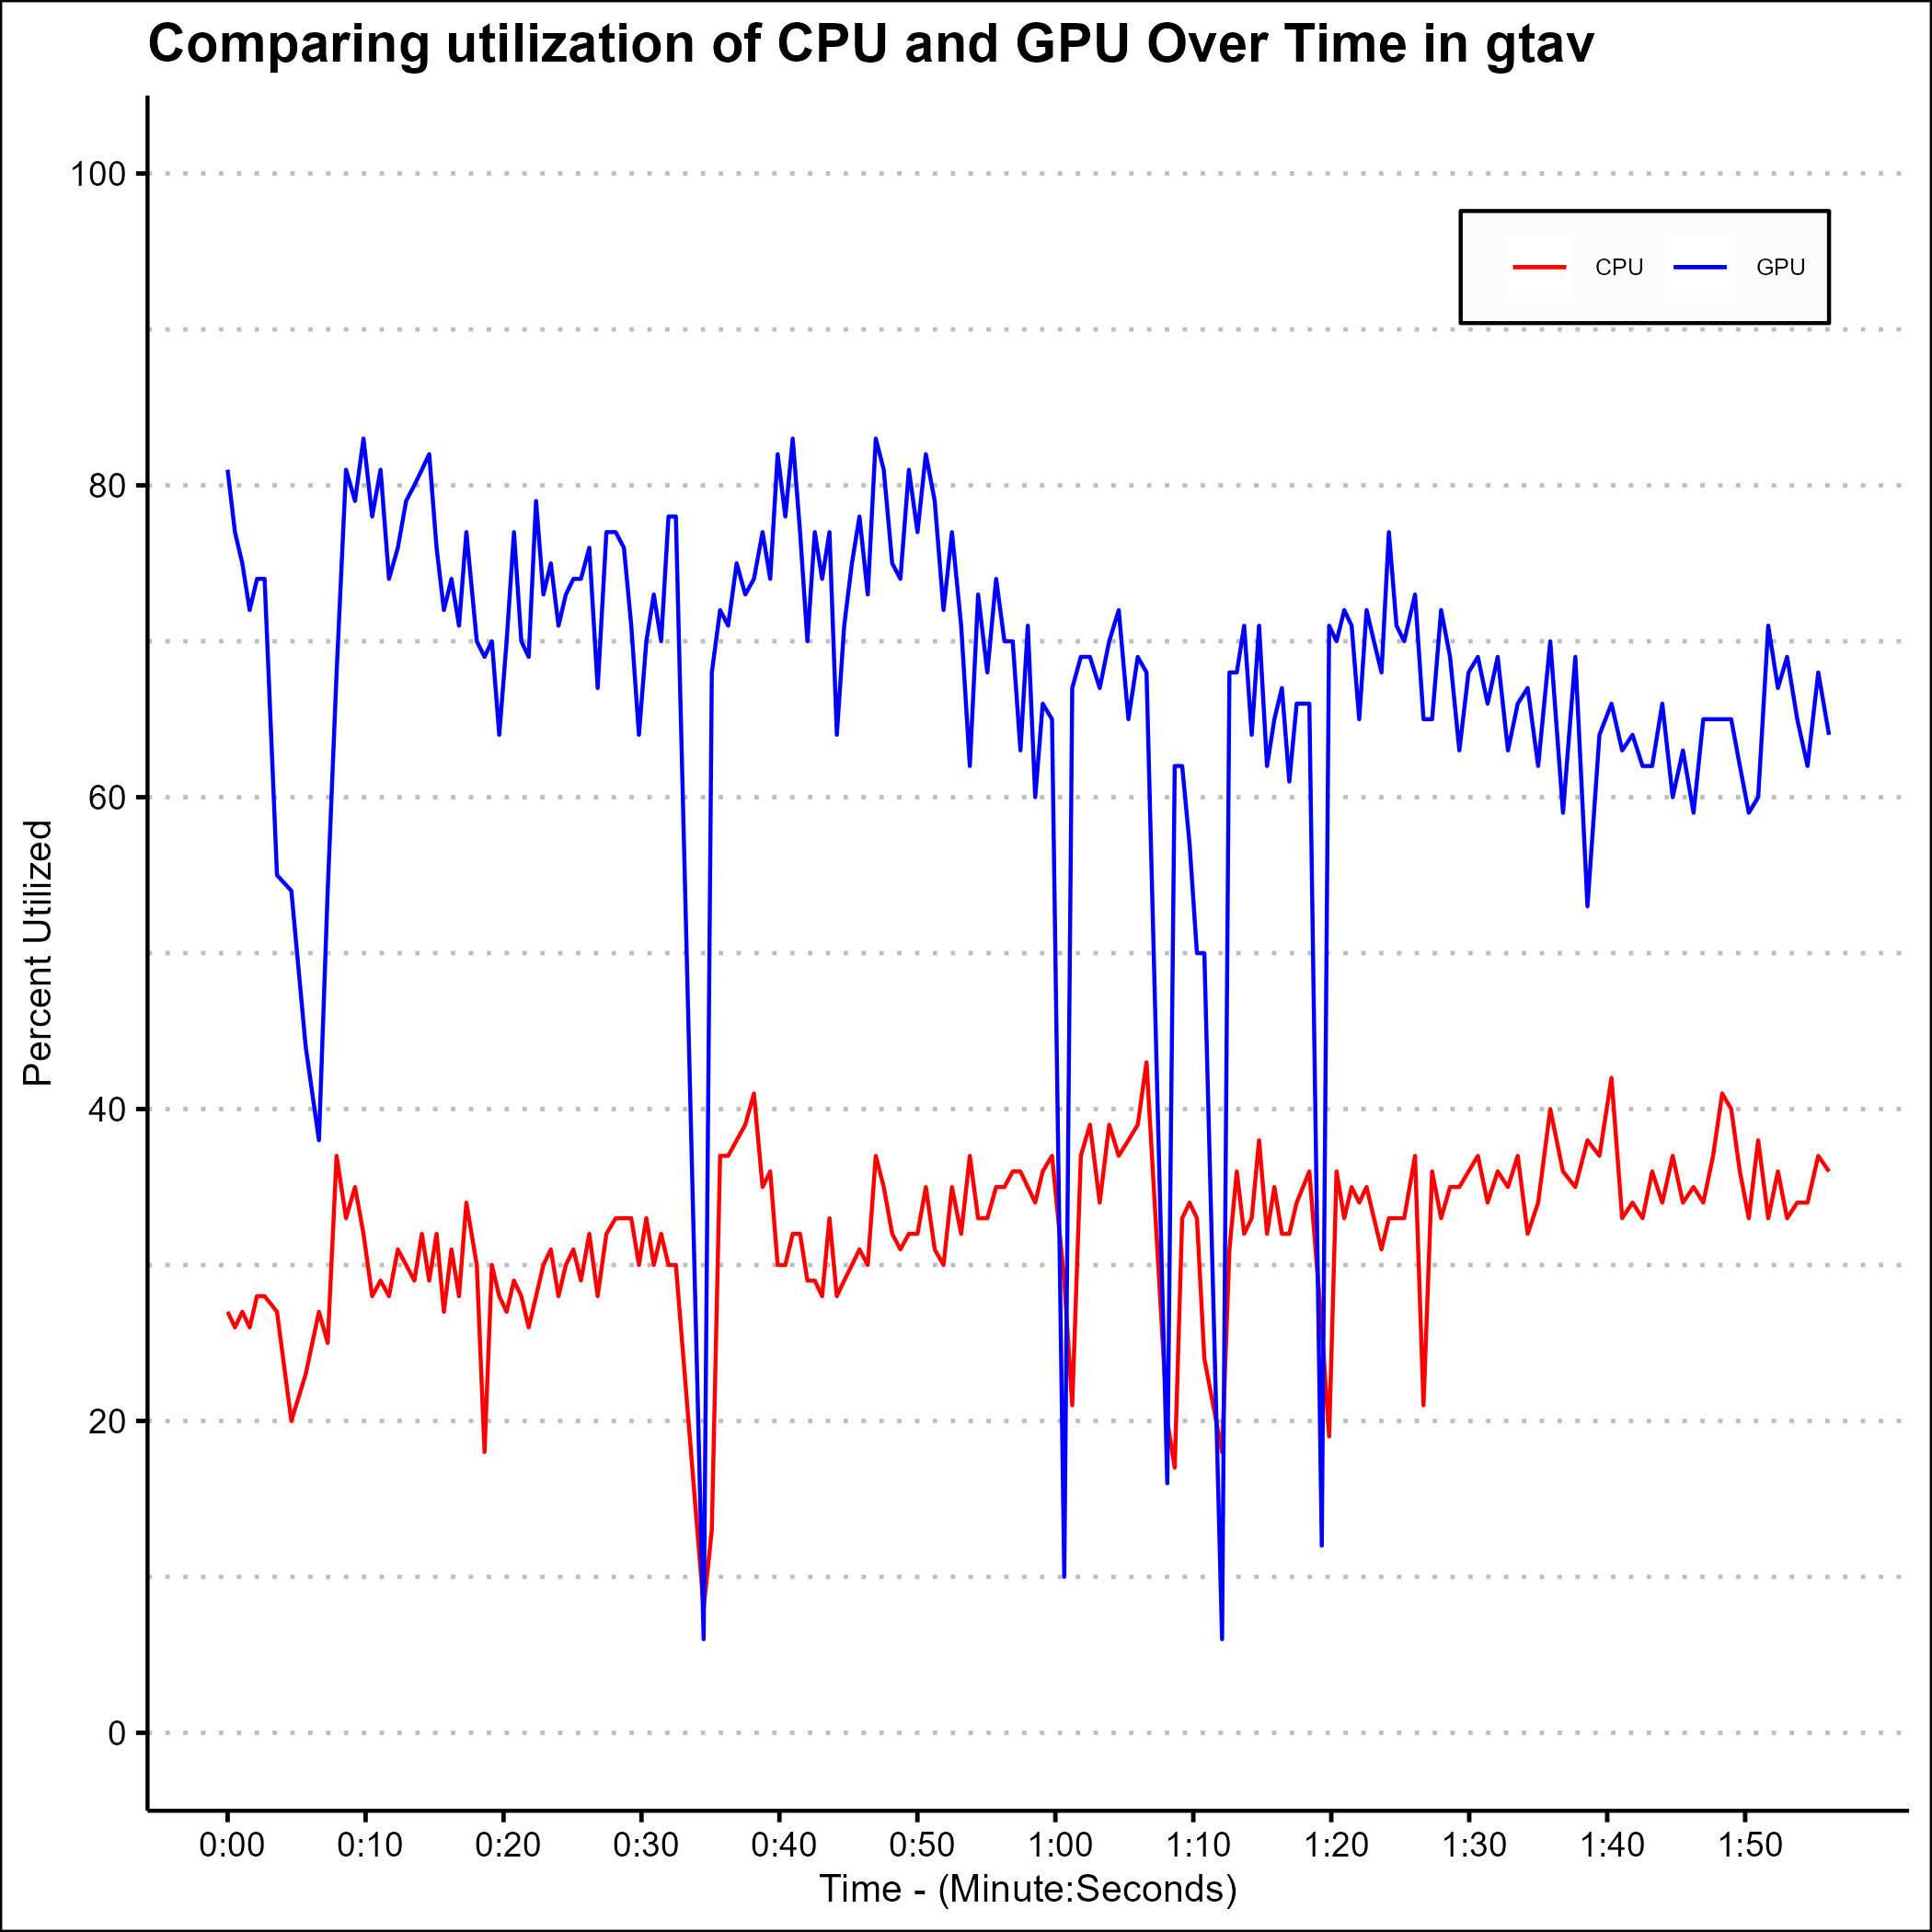 Comparing utilization of CPU and GPU Over Time in gtav
100
80
60
40
20
0
Percent Utilized
CPU GPU
0:00 0:10 0:20 0:30 0:40 0:50 1:00 1:10 1:20 1:30 1:40 1:50
Time - (Minute:Seconds)